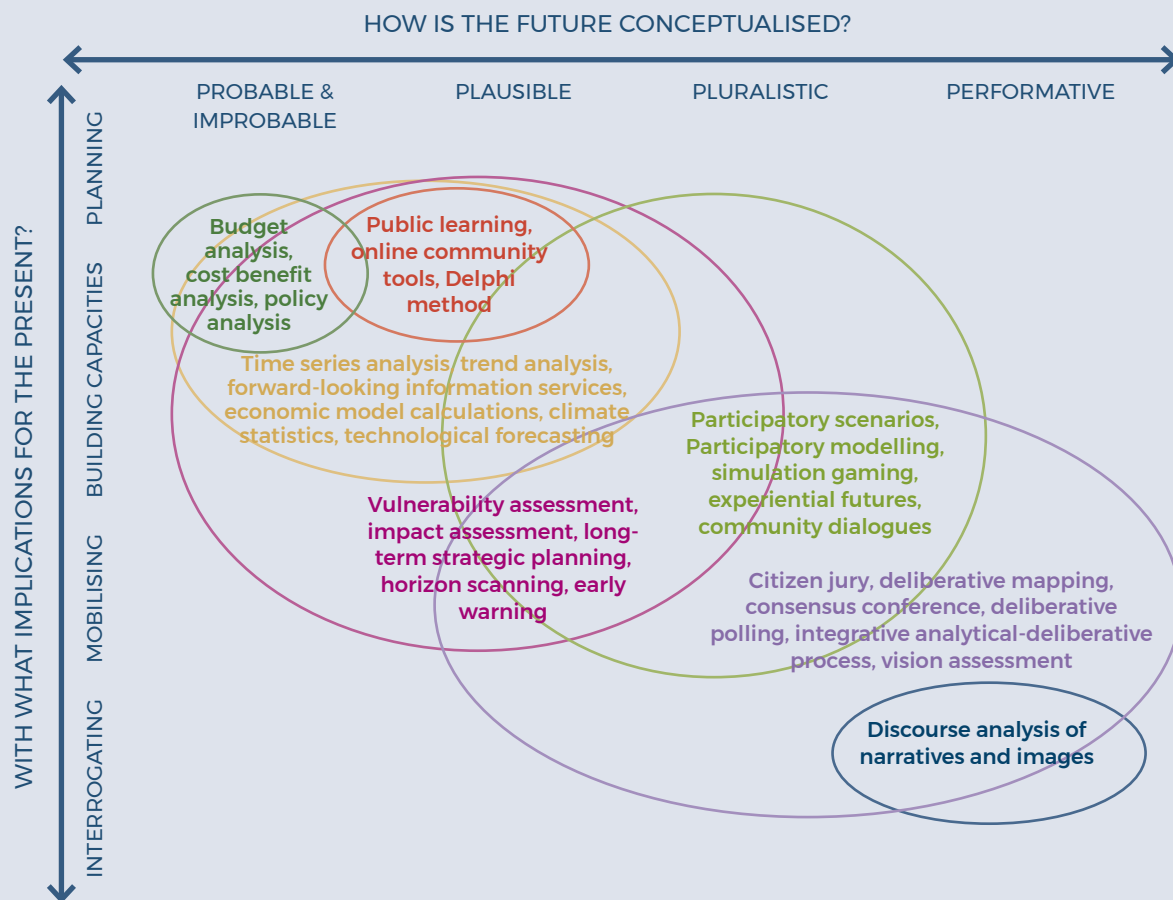 HOW IS THE FUTURE CONCEPTUALISED?
PROBABLE &
IMPROBABLE
PLAUSIBLE
PLURALISTIC
PERFORMATIVE
WITH WHAT IMPLICATIONS FOR THE PRESENT?
PLANNING
BUILDING CAPACITIES
MOBILISING
INTERROGATING
Budget
analysis,
cost benefit
analysis, policy
analysis
Public learning,
online community
tools, Delphi
method
Time series analysis, trend analysis,
forward-looking information services,
economic model calculations, climate
statistics, technological forecasting
Participatory scenarios,
Participatory modelling,
simulation gaming,
experiential futures,
community dialogues
Vulnerability assessment,
impact assessment, long-
term strategic planning,
horizon scanning, early
warning
Citizen jury, deliberative mapping,
consensus conference, deliberative
polling, integrative analytical-deliberative
process, vision assessment
Discourse analysis of
narratives and images